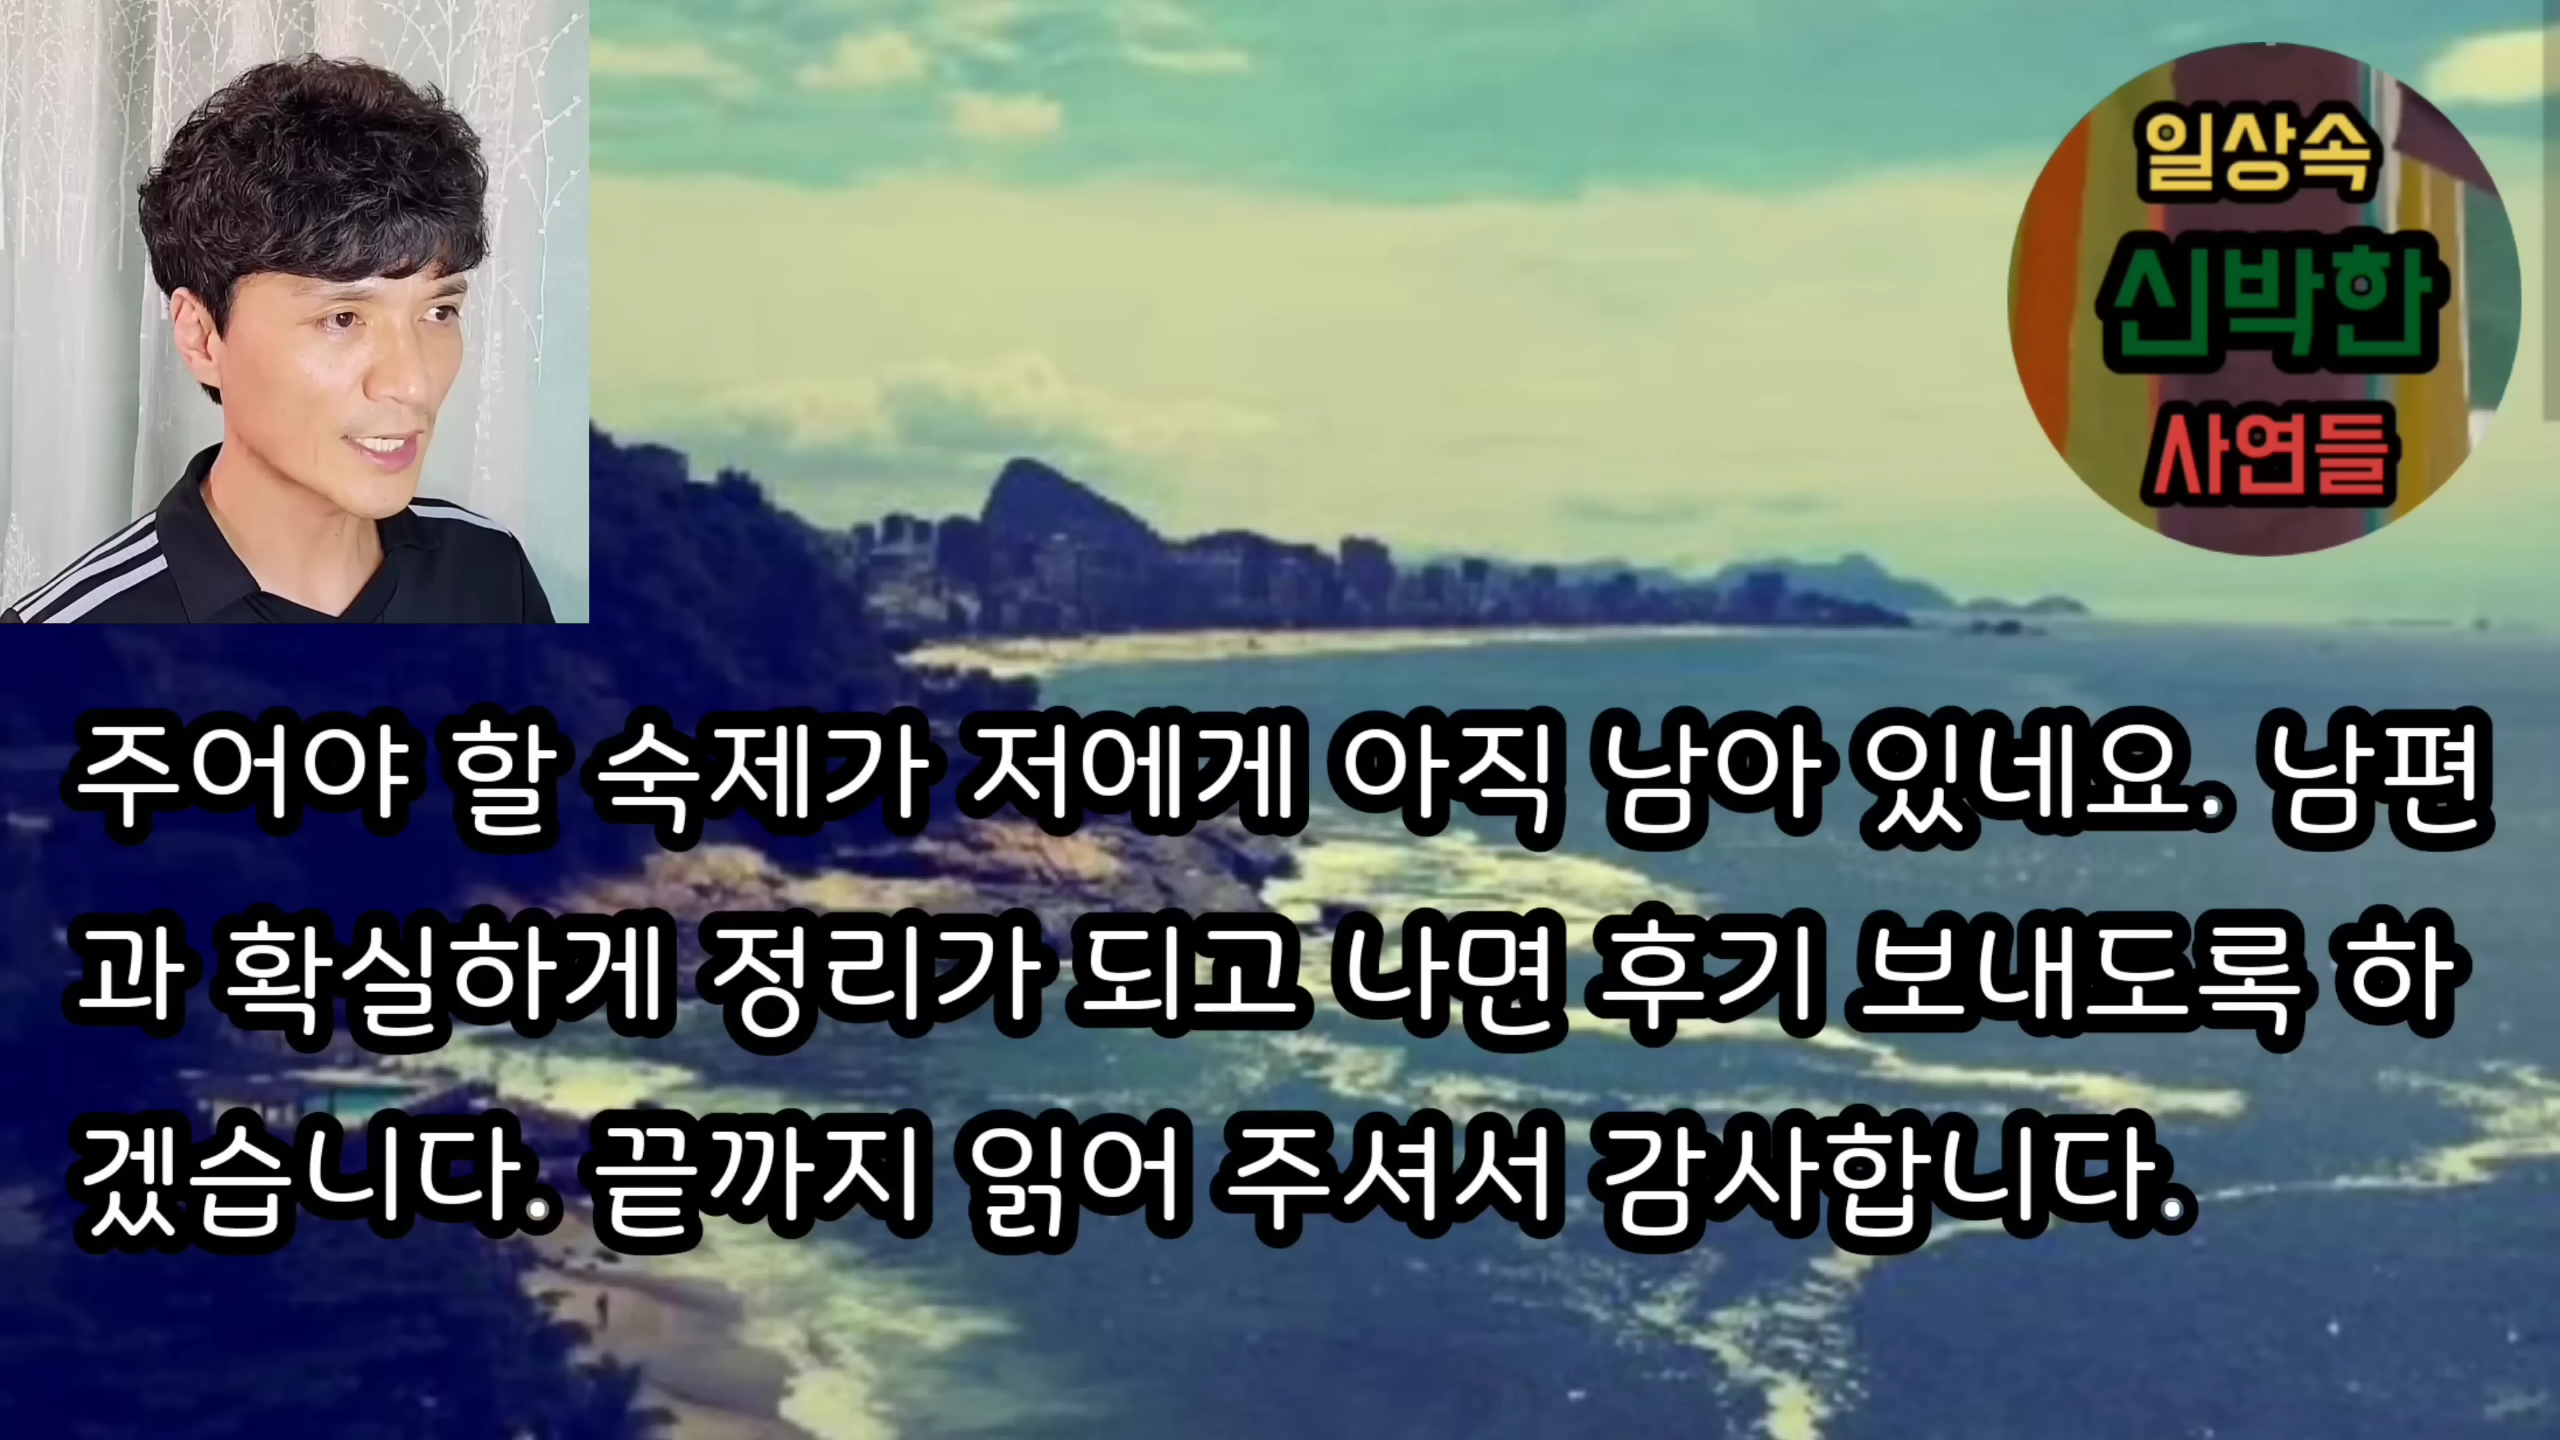 일상속
신박한
사연들
주어야 할 숙제가 저에게 아직 남아 있네요. 남편
과 확실하게 정리가 되고 나면 후기 보내도록 하
겠습니다. 끝까지 읽어 주셔서 감사합니다.